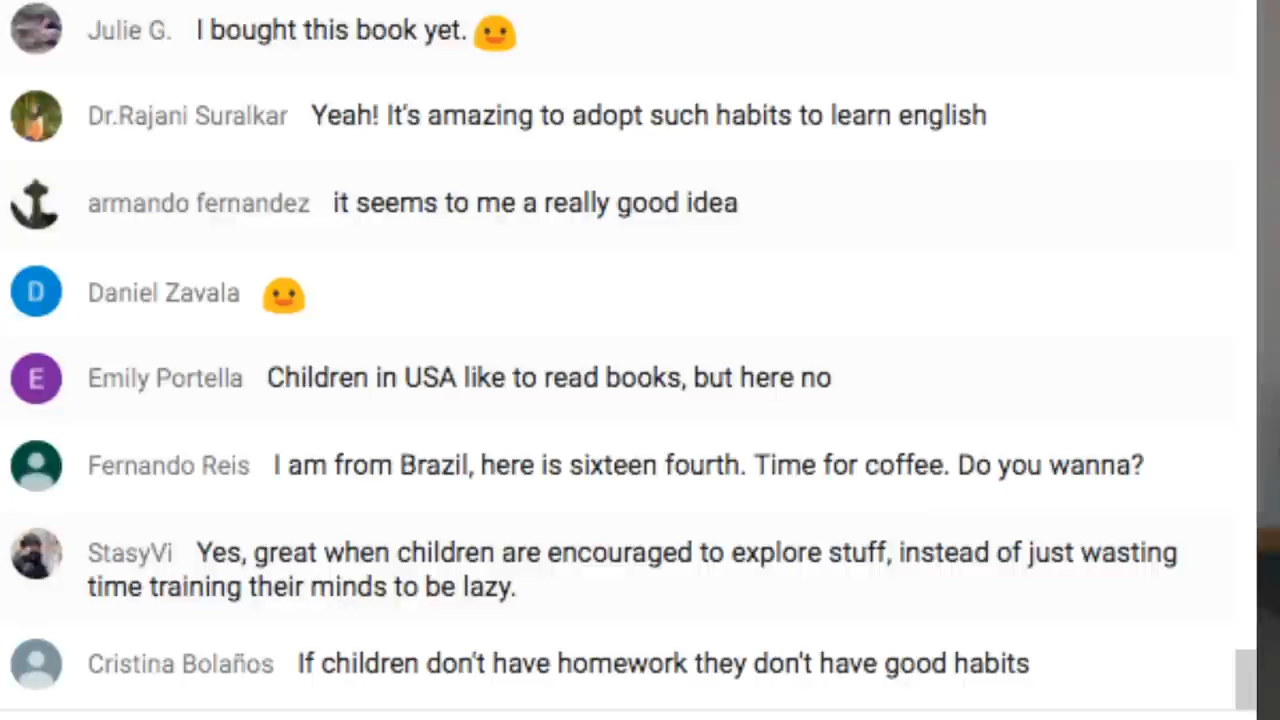 Julie G. I bought this book yet.
Dr.Rajani Suralkar Yeah! It's amazing to adopt such habits to learn english
armando fernandez it seems to me a really good idea
D Daniel Zavala
E Emily Portella Children in USA like to read books, but here no
Fernando Reis I am from Brazil, here is sixteen fourth. Time for coffee. Do you wanna?
StasyVi Yes, great when children are encouraged to explore stuff, instead of just wasting
time training their minds to be lazy.
Cristina Bolaños If children don't have homework they don't have good habits